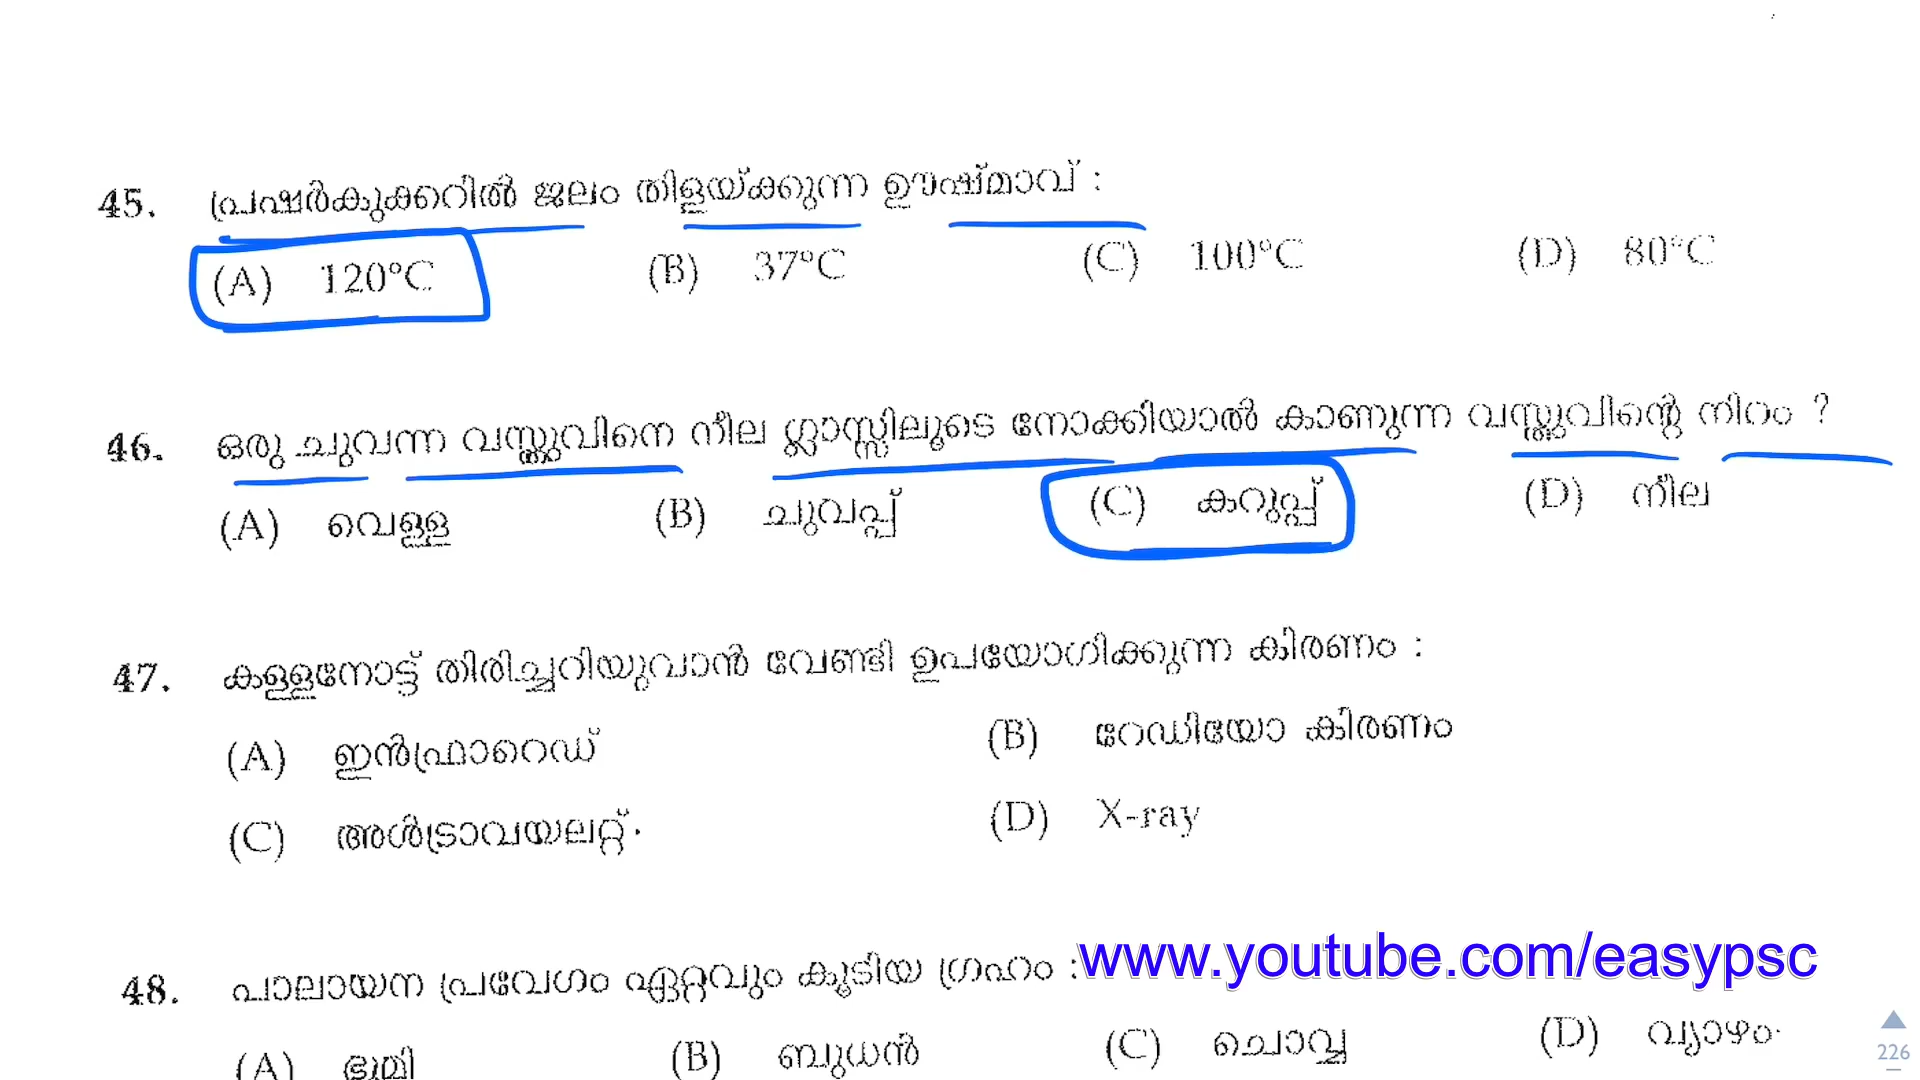 45. പ്രഷർകുക്കറിൽ ജലം തിളയ്ക്കുന്ന ഊഷ്മാവ് :
(A) 120°C (B) 37°C (C) 100°C (D) 80°C
46. ഒരു ചുവന്ന വസ്തുവിനെ നീല ഗ്ലാസ്സിലൂടെ നോക്കിയാൽ കാണുന്ന വസ്തുവിന്റെ നിറം ?
(A) വെള്ള (B) ചുവപ്പ് (C) കറുപ്പ് (D) നീല
47. കള്ളനോട്ട് തിരിച്ചറിയുവാൻ വേണ്ടി ഉപയോഗിക്കുന്ന കിരണം :
(A) ഇൻഫ്രാറെഡ് (B) റേഡിയോ കിരണം
(C) അൾട്രാവയലറ്റ് (D) X-ray
48. പാലായന പ്രവേഗം ഏറ്റവും കൂടിയ ഗ്രഹം :
www.youtube.com/easypsc
(A) ഭൂമി (B) ബുധൻ (C) ചൊവ്വ (D) വ്യാഴം
226